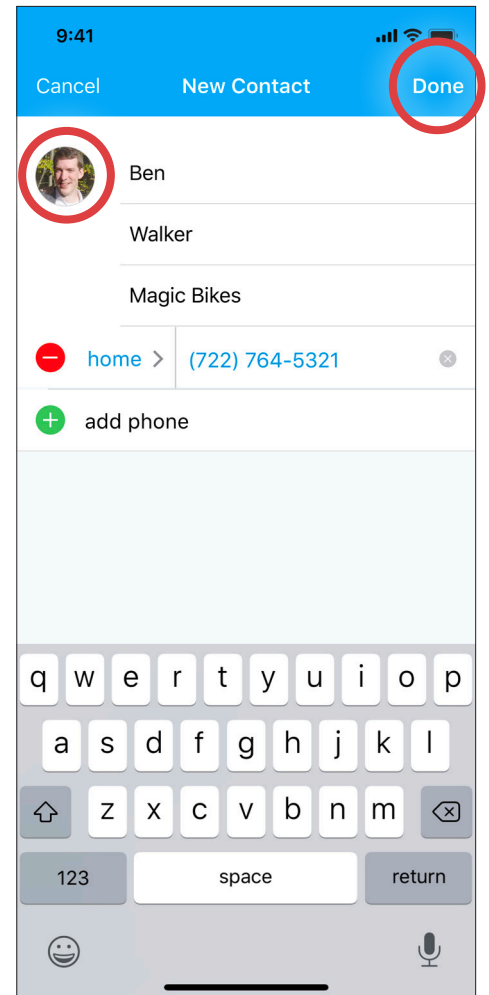 9:41
Cancel New Contact Done
Ben
Walker
Magic Bikes
home (722) 764-5321
add phone
q w e r t y u i o p
a s d f g h j k l
z x c v b n m
123 space return